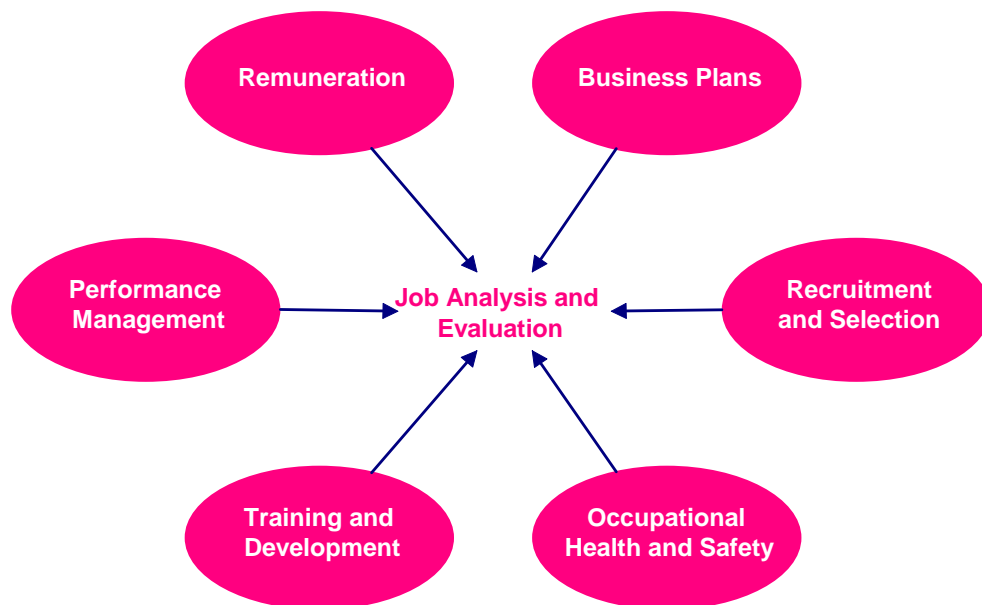 Remuneration
Business Plans
Performance
Management
Job Analysis and
Evaluation
Recruitment
and Selection
Training and
Development
Occupational
Health and Safety